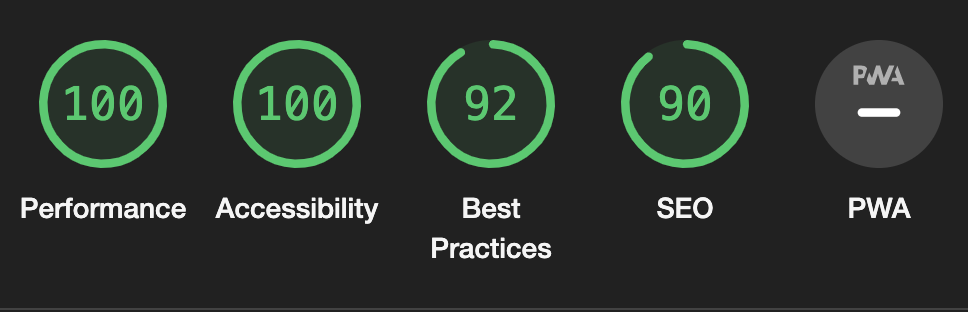 100
100
92
90
PWA
Performance
Accessibility
Best
Practices
SEO
PWA